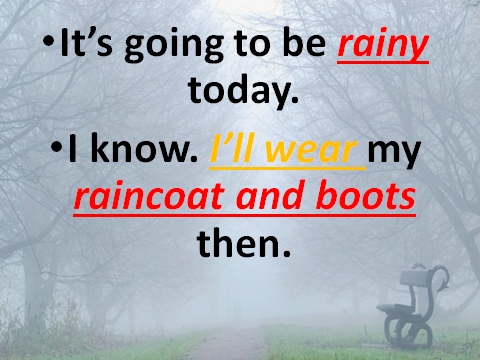 •It's going to be rainy
today.
•I know. I'll wear my
raincoat and boots
then.